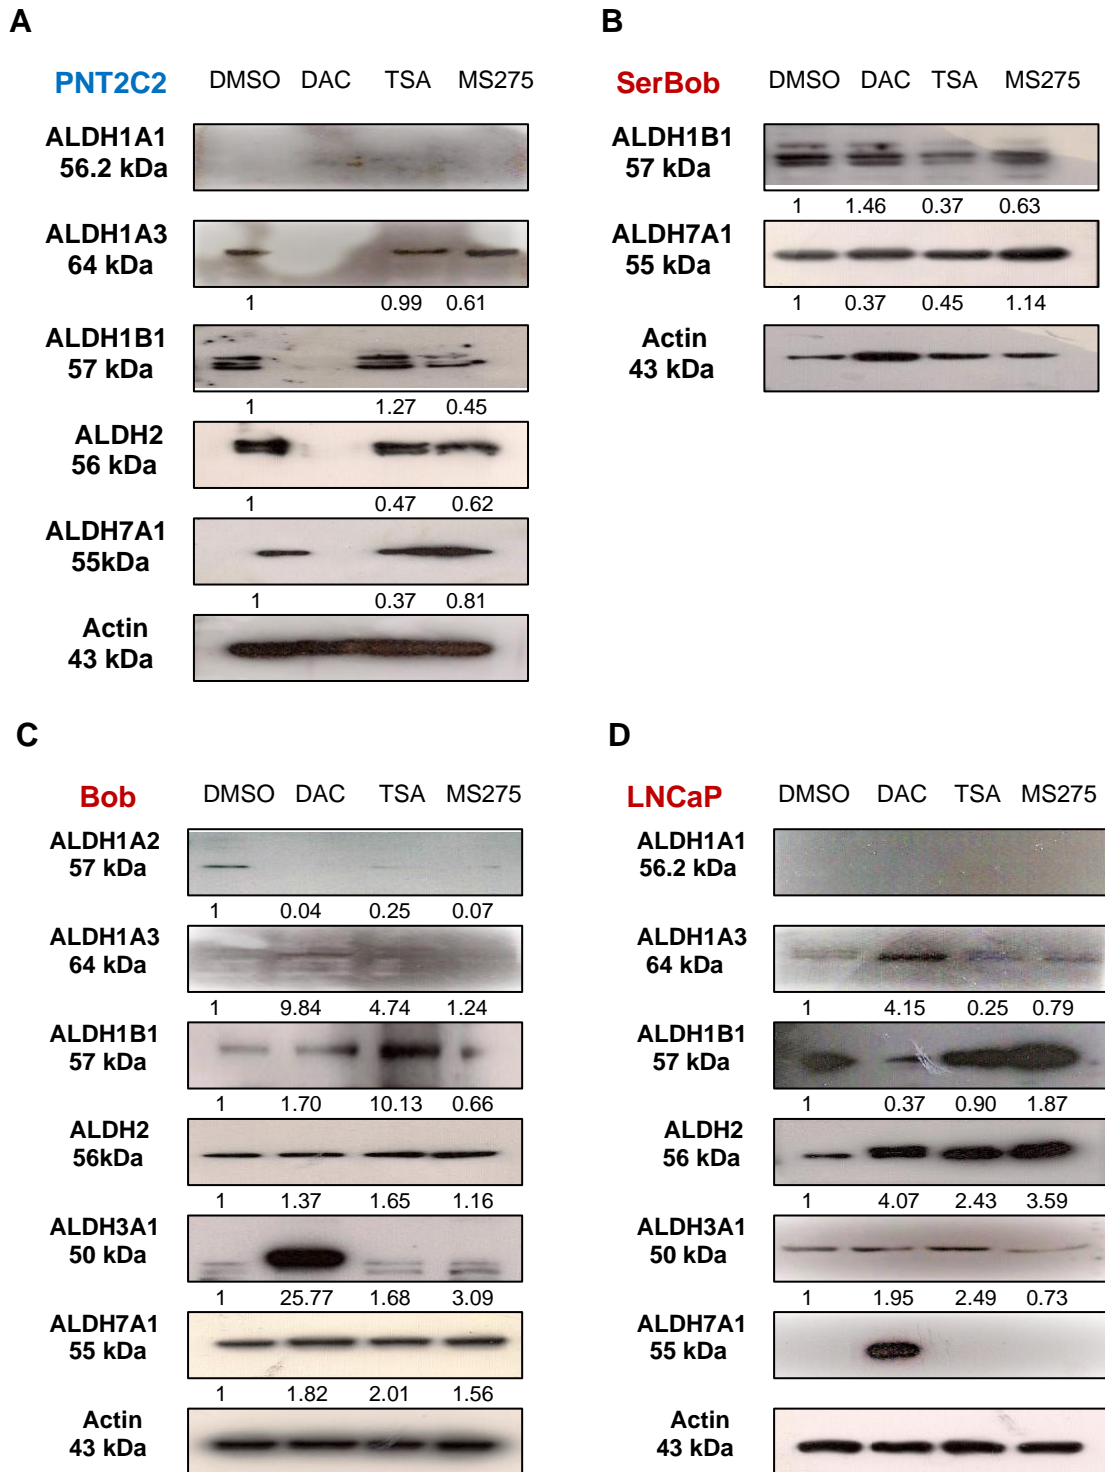 A
PNT2C2 DMSO DAC TSA MS275
ALDH1A1
56.2 kDa
ALDH1A3
64 kDa
1 0.99 0.61
ALDH1B1
57 kDa
1 1.27 0.45
ALDH2
56 kDa
1 0.47 0.62
ALDH7A1
55kDa
1 0.37 0.81
Actin
43 kDa
B
SerBob DMSO DAC TSA MS275
ALDH1B1
57 kDa
1 1.46 0.37 0.63
ALDH7A1
55 kDa
1 0.37 0.45 1.14
Actin
43 kDa
C
Bob DMSO DAC TSA MS275
ALDH1A2
57 kDa
1 0.04 0.25 0.07
ALDH1A3
64 kDa
1 9.84 4.74 1.24
ALDH1B1
57 kDa
1 1.70 10.13 0.66
ALDH2
56kDa
1 1.37 1.65 1.16
ALDH3A1
50 kDa
1 25.77 1.68 3.09
ALDH7A1
55 kDa
1 1.82 2.01 1.56
Actin
43 kDa
D
LNCaP DMSO DAC TSA MS275
ALDH1A1
56.2 kDa
ALDH1A3
64 kDa
1 4.15 0.25 0.79
ALDH1B1
57 kDa
1 0.37 0.90 1.87
ALDH2
56 kDa
1 4.07 2.43 3.59
ALDH3A1
50 kDa
1 1.95 2.49 0.73
ALDH7A1
55 kDa
Actin
43 kDa